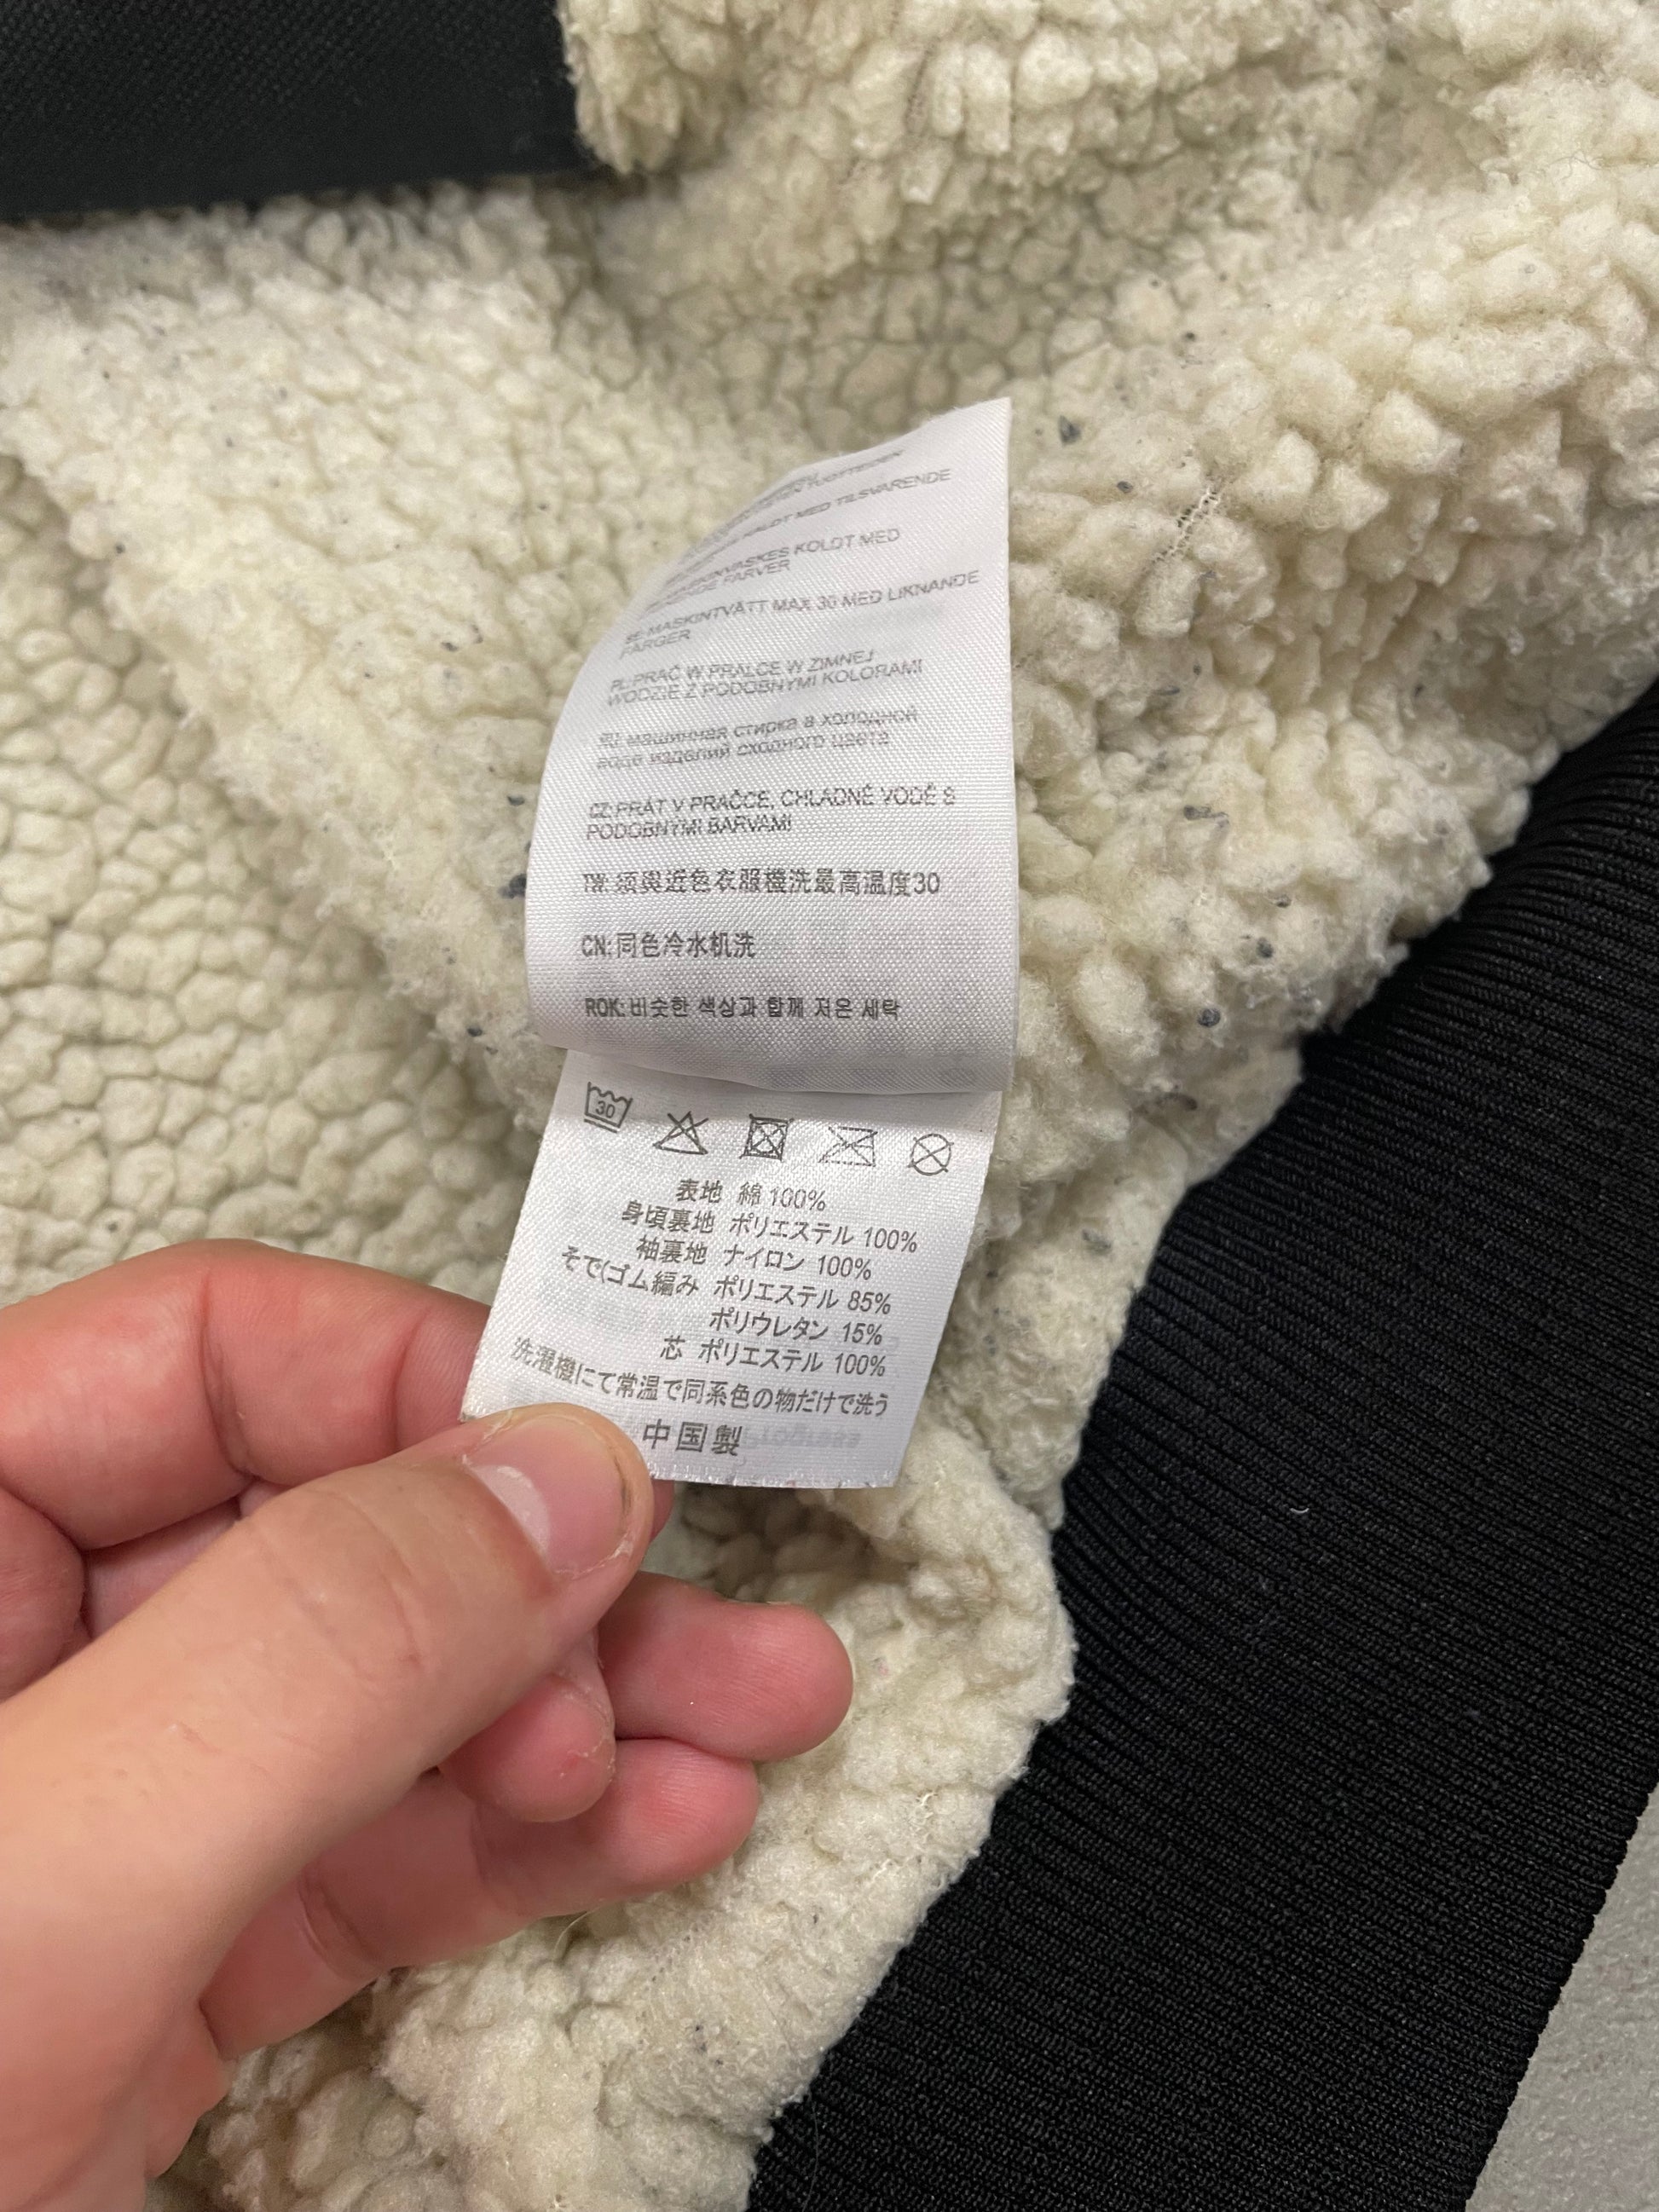 MED TILSVARENDE
KOLDT MED
FARVER
SE: MASKINTVÄTT MAX 30 MED LIKNANDE
FÄRGER
PL: PRAĆ W PRALCE W ZIMNEJ
WODZIE Z PODOBNYMI KOLORAMI
RU: машинная стирка в холодной
воде изделий сходного цвета
CZ: PRÁT V PRAČCE, CHLADNÉ VODĚ S
PODOBNÝMI BARVAMI
TW: 須與近色衣服機洗最高温度30
CN: 同色冷水机洗
ROK: 비슷한 색상과 함께 저온 세탁
30
表地 綿 100%
身頃裏地 ポリエステル 100%
袖裏地 ナイロン 100%
そで(ゴム編み ポリエステル 85%
ポリウレタン 15%
芯 ポリエステル 100%
洗濯機にて常温で同系色の物だけで洗う
中国製